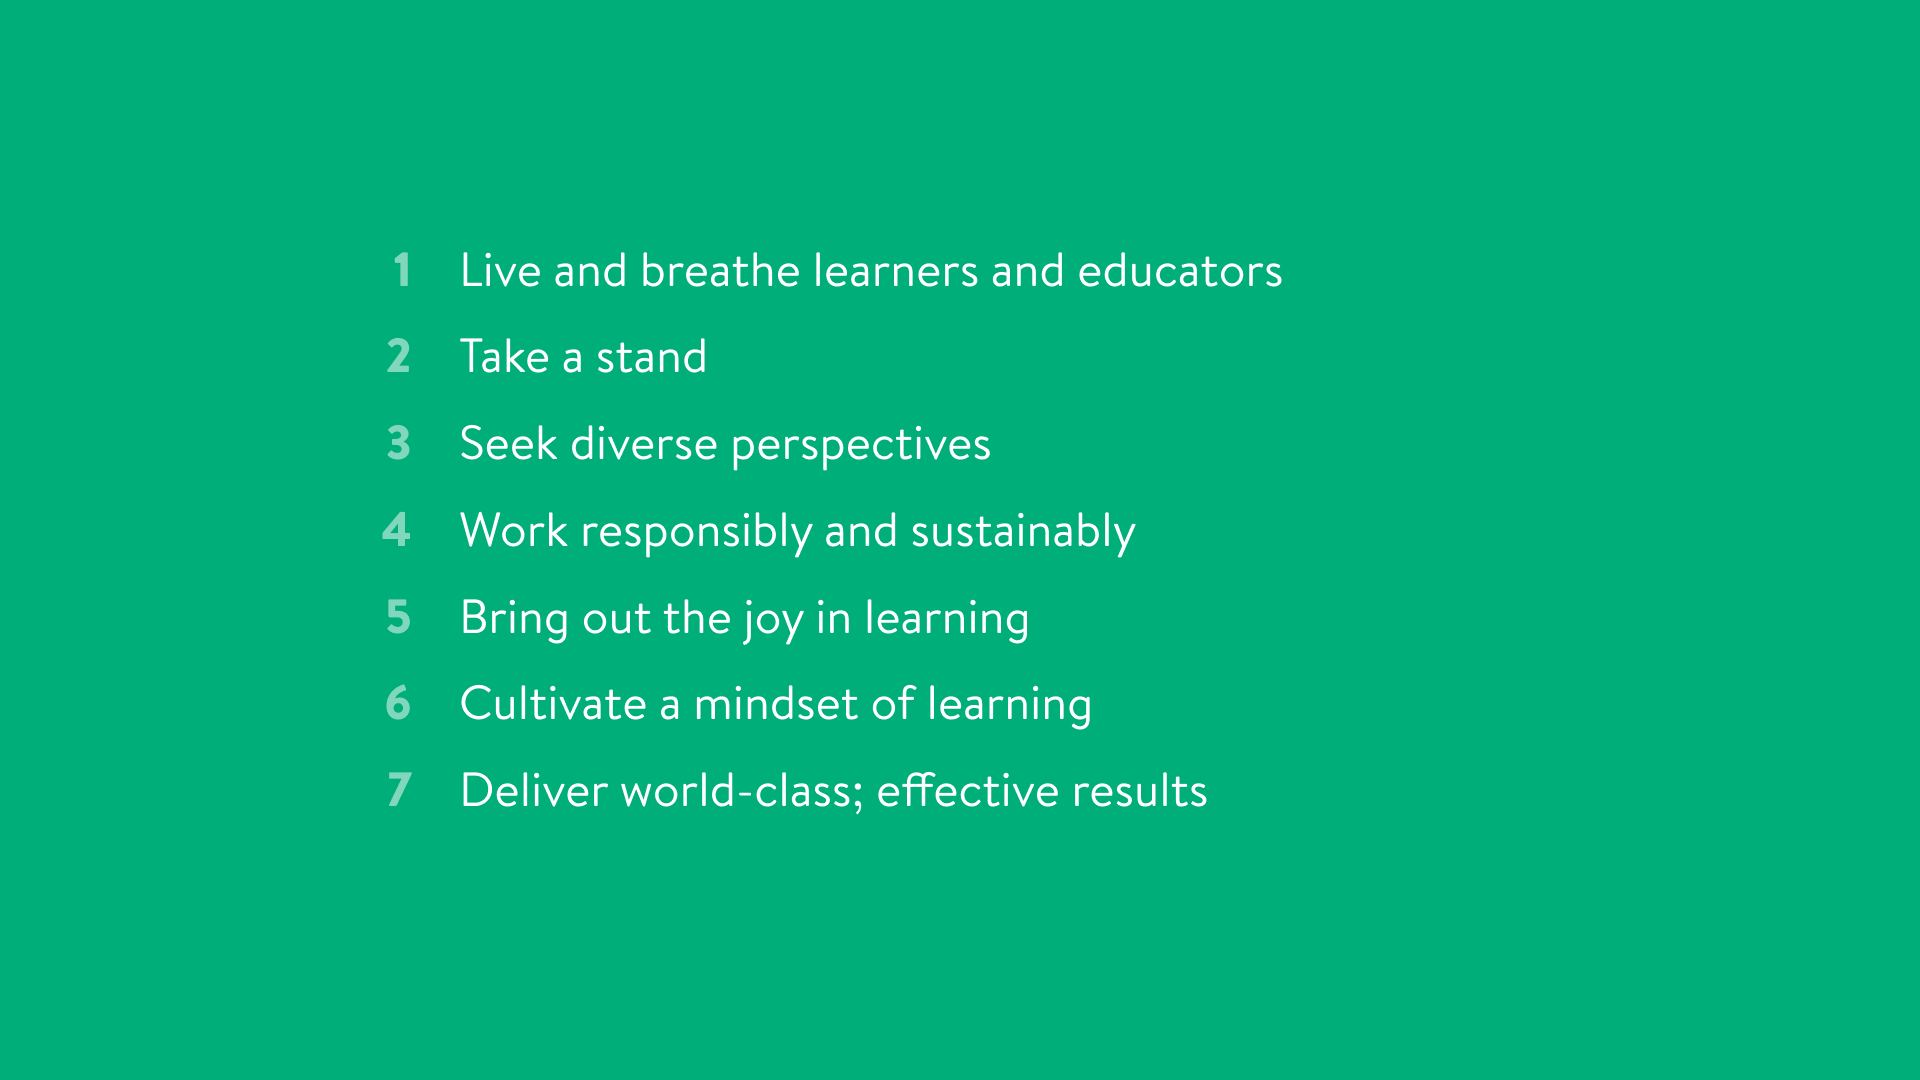 1 Live and breathe learners and educators
2 Take a stand
3 Seek diverse perspectives
4 Work responsibly and sustainably
5 Bring out the joy in learning
6 Cultivate a mindset of learning
7 Deliver world-class; effective results